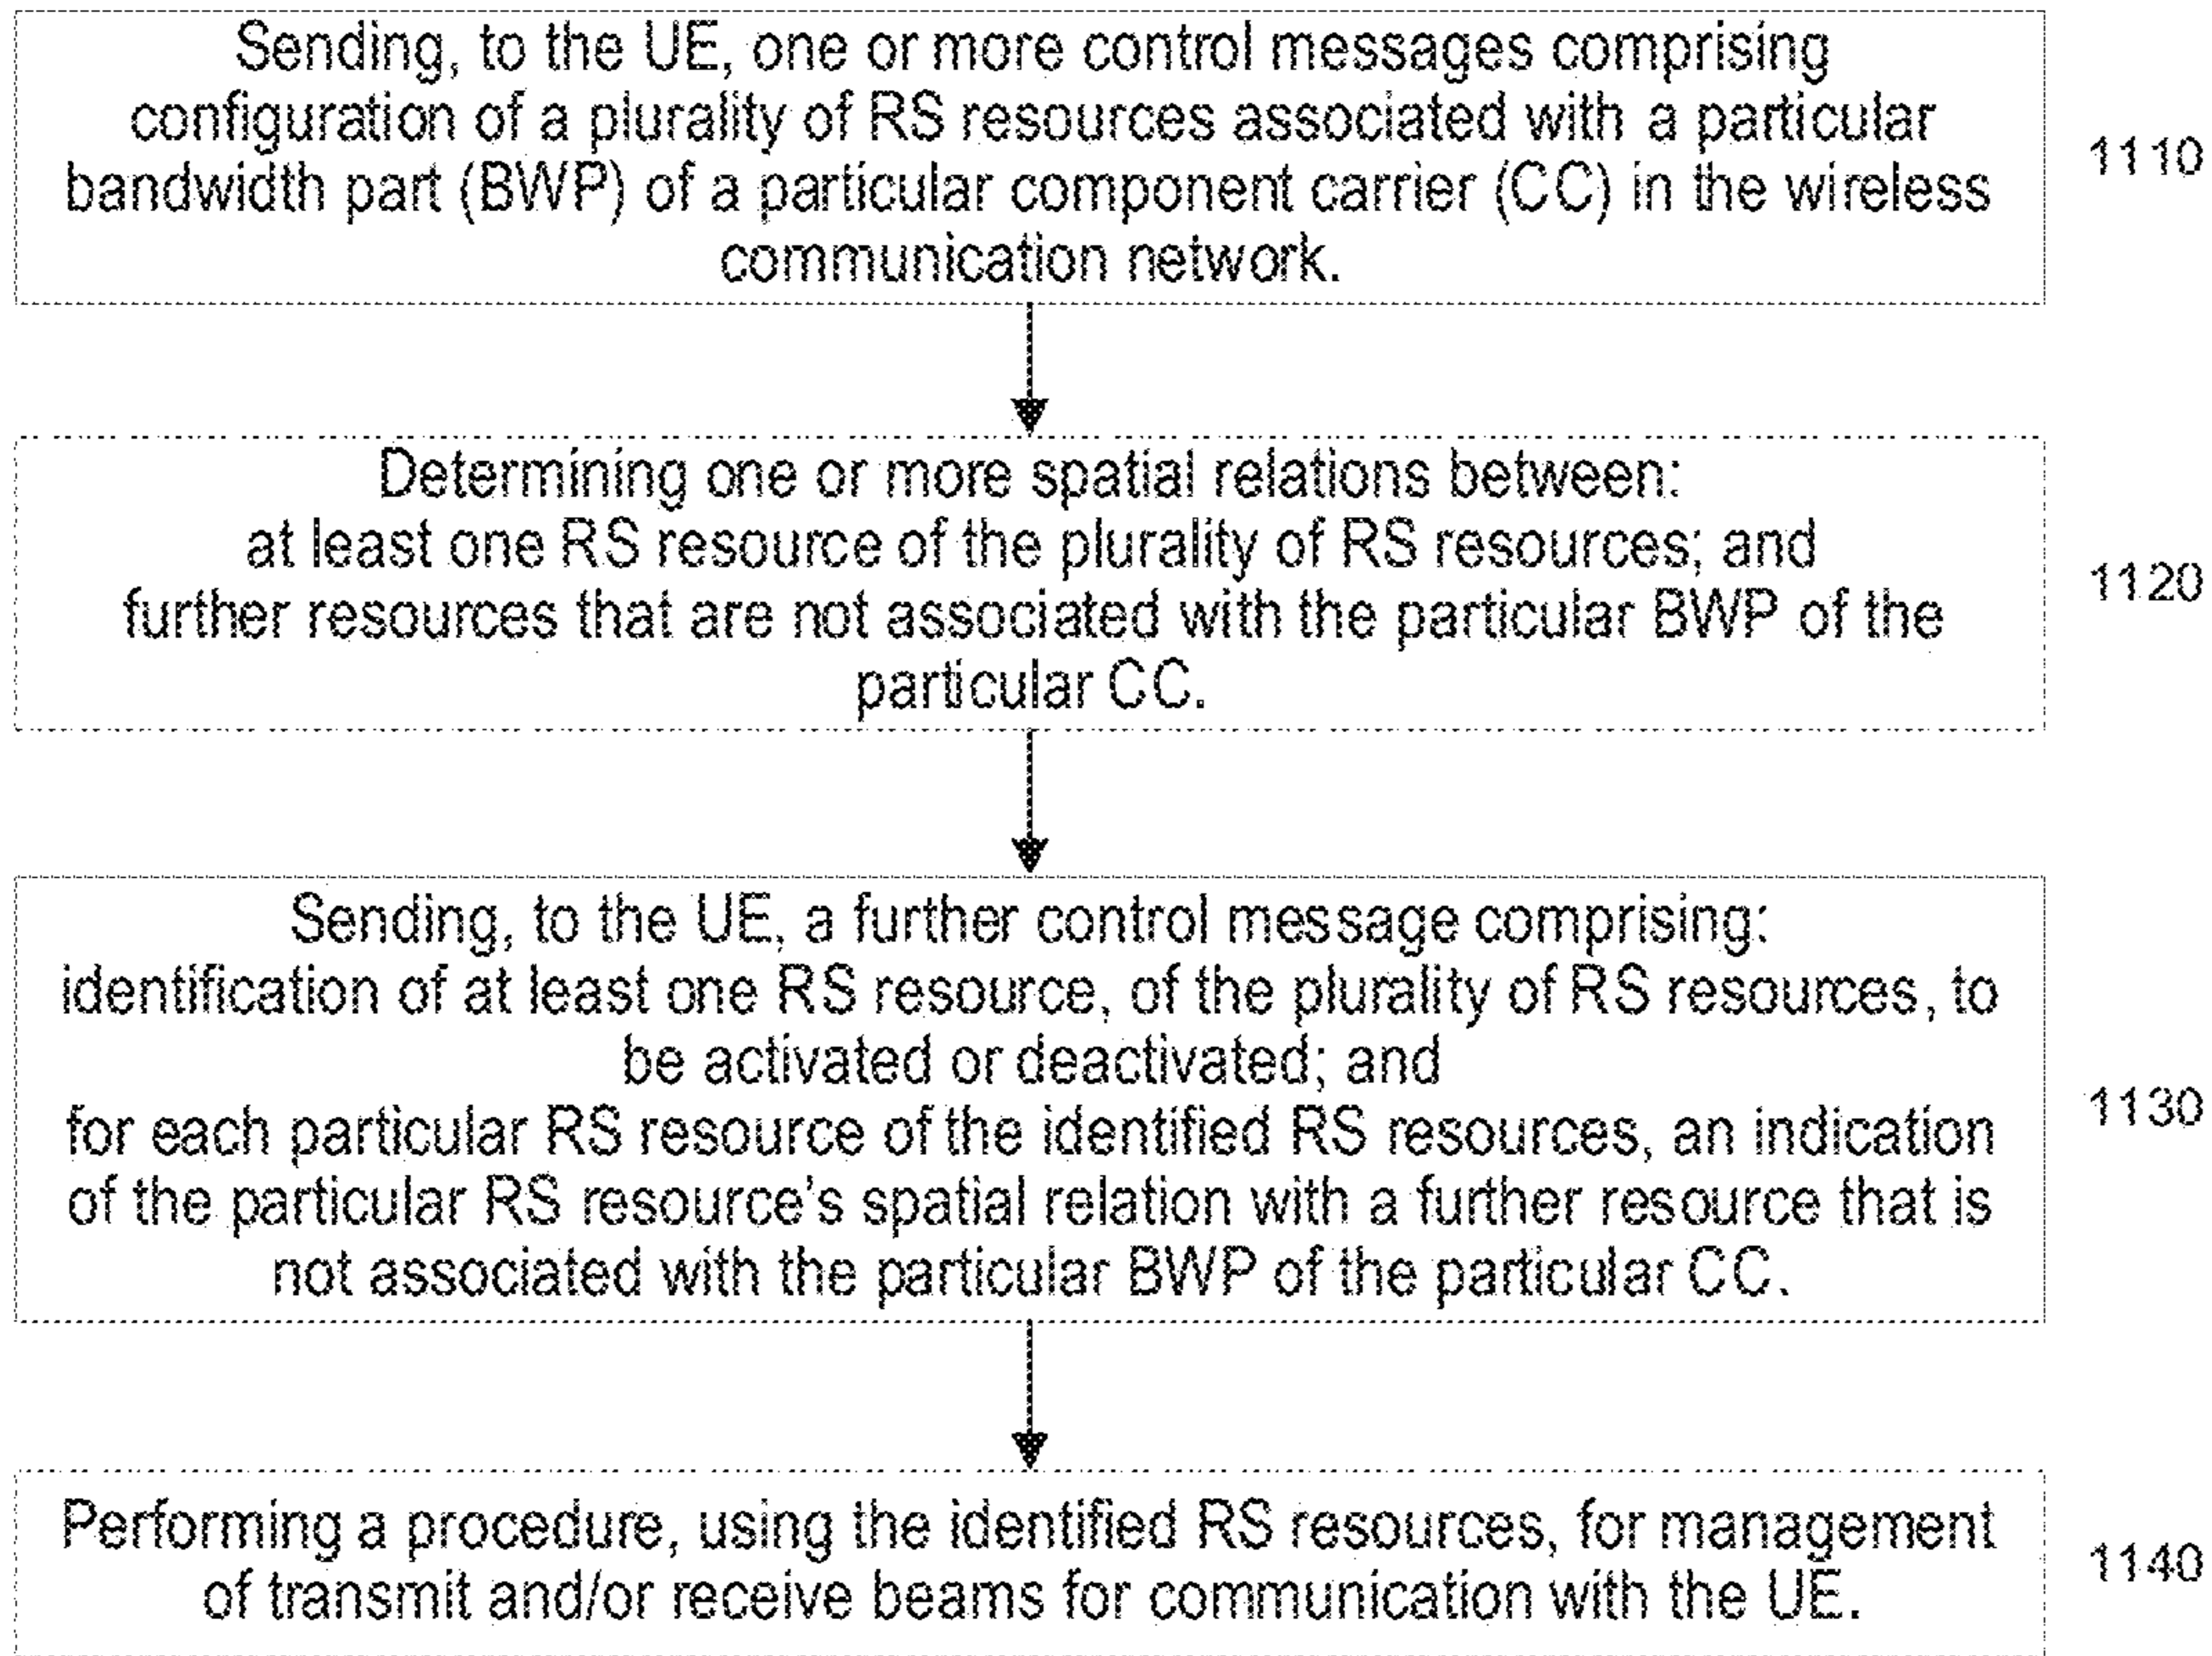 Sending, to the UE, one or more control messages comprising
configuration of a plurality of RS resources associated with a particular
bandwidth part (BWP) of a particular component carrier (CC) in the wireless
communication network.
1110
Determining one or more spatial relations between:
at least one RS resource of the plurality of RS resources; and
further resources that are not associated with the particular BWP of the
particular CC.
1120
Sending, to the UE, a further control message comprising:
identification of at least one RS resource, of the plurality of RS resources, to
be activated or deactivated; and
for each particular RS resource of the identified RS resources, an indication
of the particular RS resource's spatial relation with a further resource that is
not associated with the particular BWP of the particular CC.
1130
Performing a procedure, using the identified RS resources, for management
of transmit and/or receive beams for communication with the UE.
1140